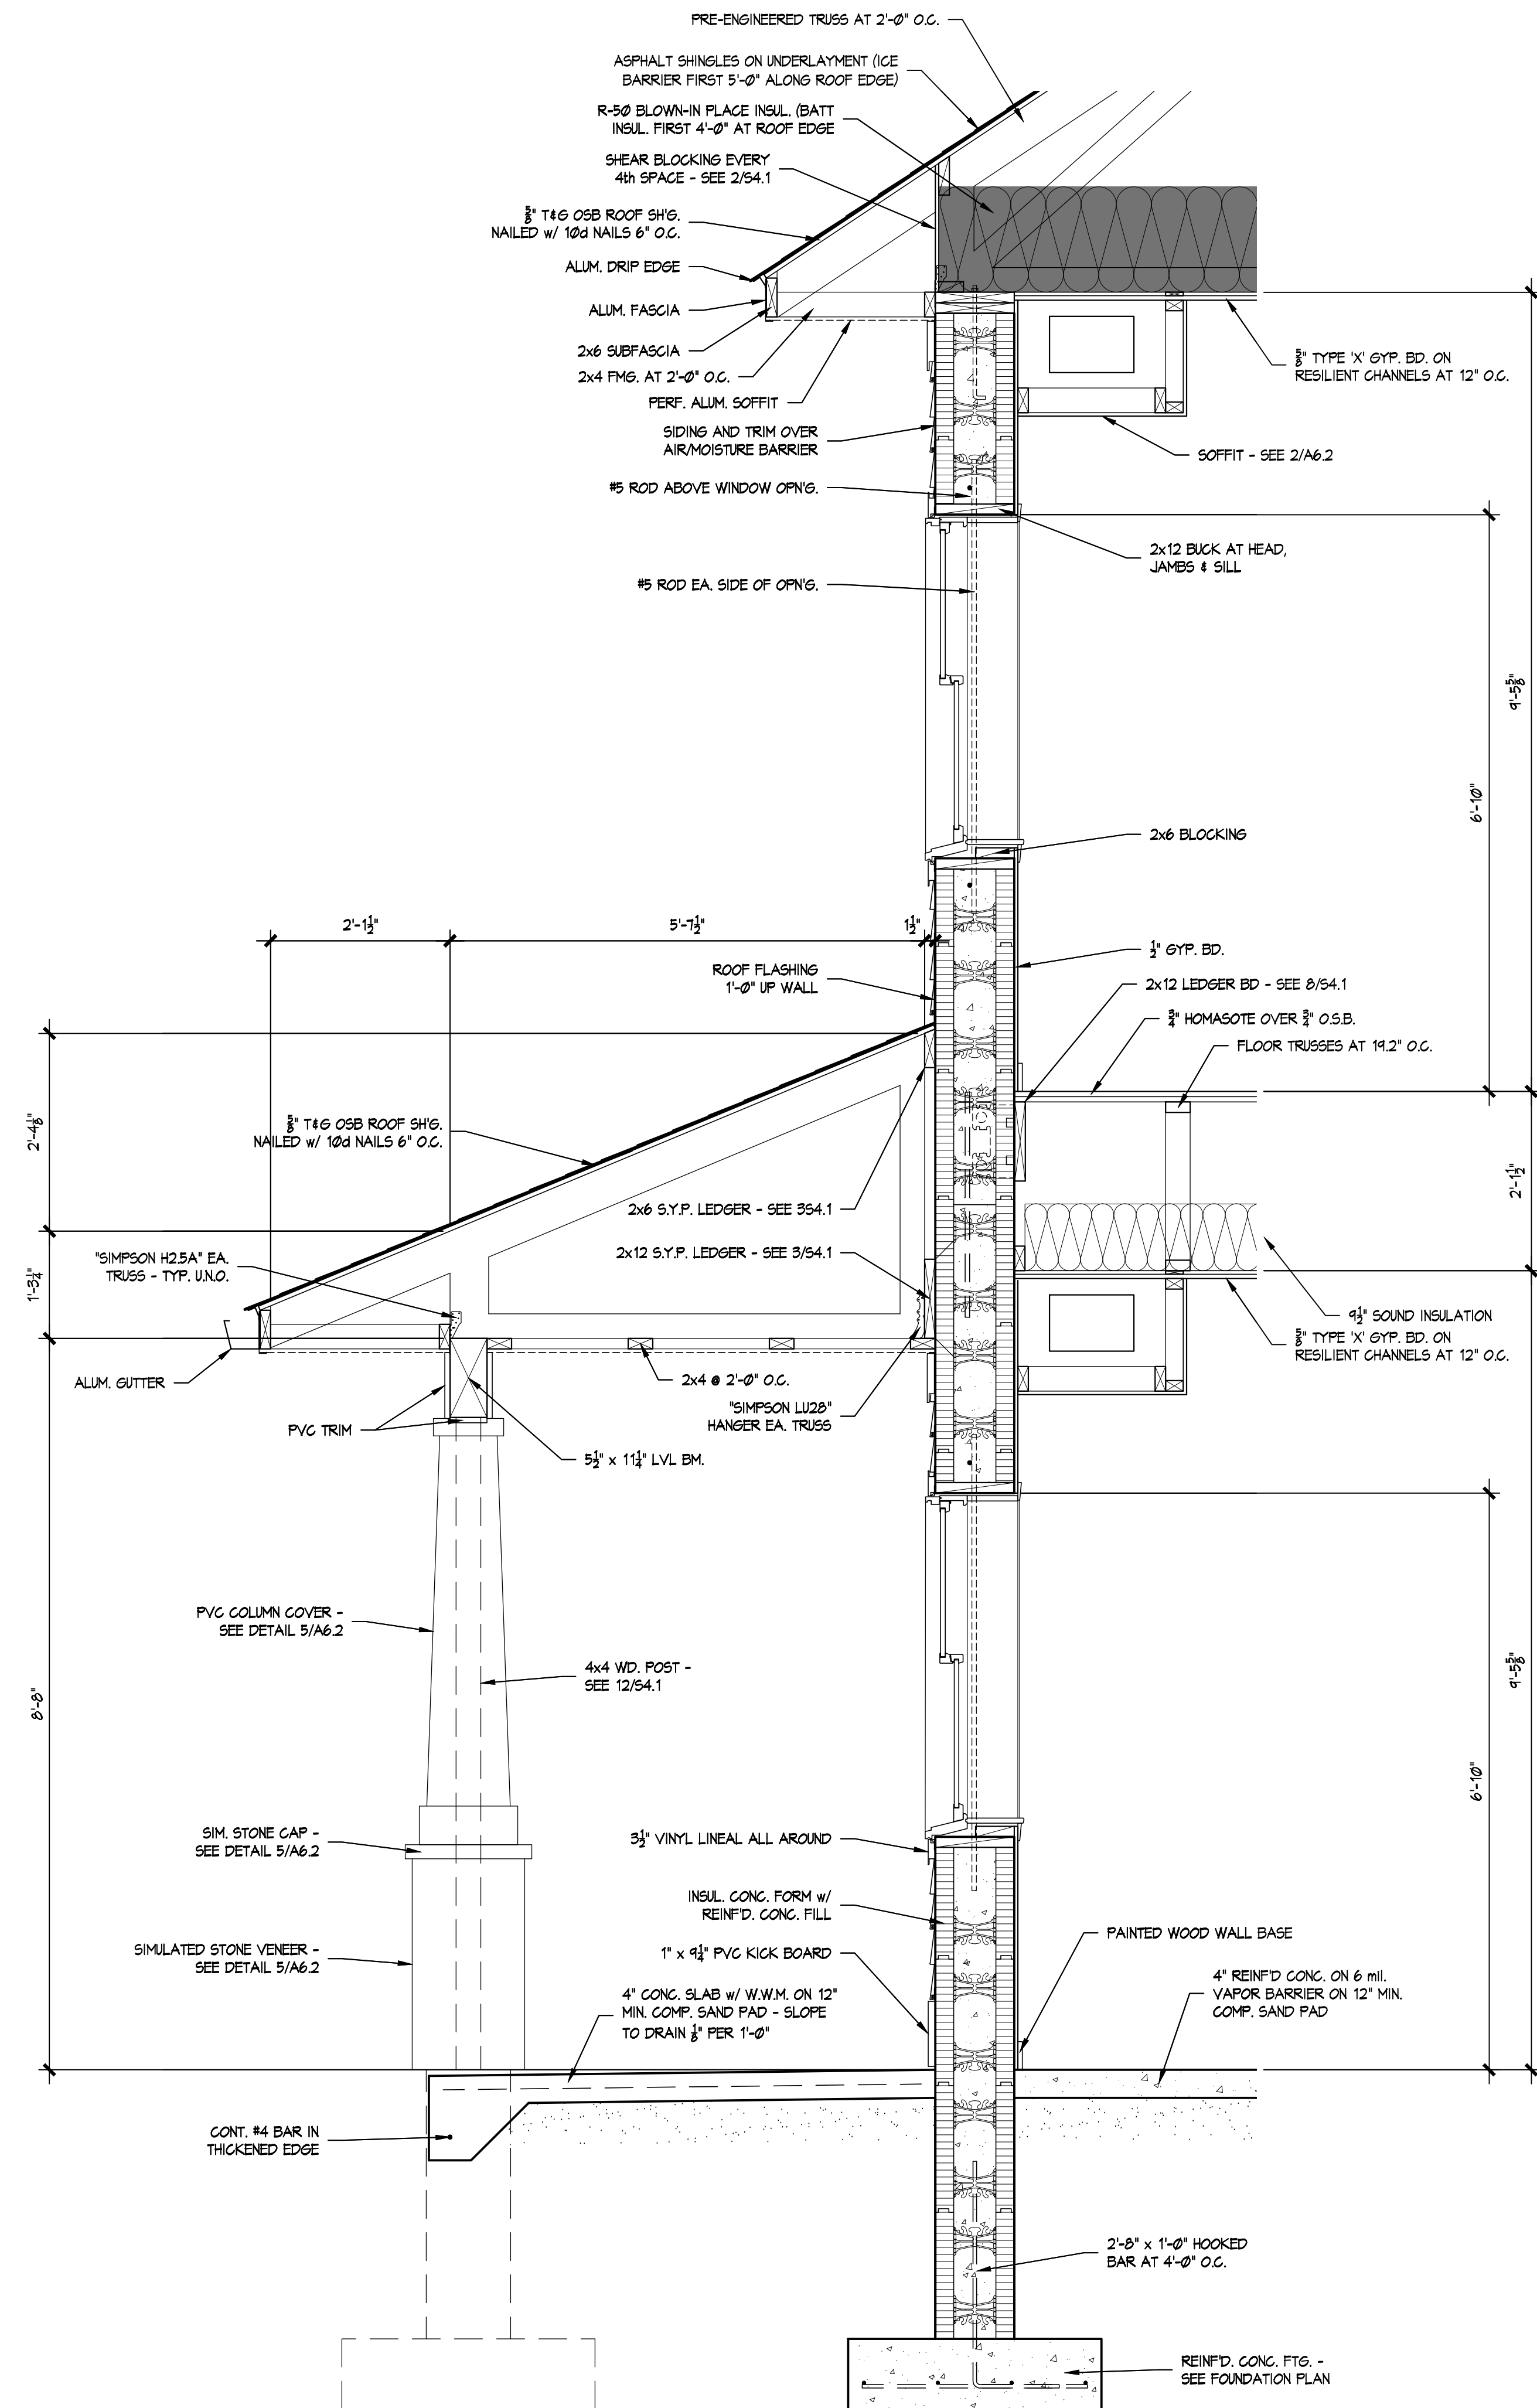 PRE-ENGINEERED TRUSS AT 2'-0" O.C.
ASPHALT SHINGLES ON UNDERLAYMENT (ICE
BARRIER FIRST 5'-0" ALONG ROOF EDGE)
R-50 BLOWN-IN PLACE INSUL. (BATT
INSUL. FIRST 4'-0" AT ROOF EDGE
SHEAR BLOCKING EVERY
4th SPACE - SEE 2/S4.1
5/8" T&G OSB ROOF SH'G.
NAILED w/ 10d NAILS 6" O.C.
ALUM. DRIP EDGE
ALUM. FASCIA
2x6 SUBFASCIA
2x4 FMG. AT 2'-0" O.C.
PERF. ALUM. SOFFIT
SIDING AND TRIM OVER
AIR/MOISTURE BARRIER
#5 ROD ABOVE WINDOW OPN'G.
#5 ROD EA. SIDE OF OPN'G.
5/8" TYPE 'X' GYP. BD. ON
RESILIENT CHANNELS AT 12" O.C.
SOFFIT - SEE 2/A6.2
2x12 BUCK AT HEAD,
JAMBS & SILL
9'-5 5/8"
6'-10"
2x6 BLOCKING
2'-1 1/2"
5'-7 1/2"
1 1/2"
ROOF FLASHING
1'-0" UP WALL
1/2" GYP. BD.
2x12 LEDGER BD - SEE 8/S4.1
3/4" HOMASOTE OVER 3/4" O.S.B.
FLOOR TRUSSES AT 19.2" O.C.
2'-4 1/8"
5/8" T&G OSB ROOF SH'G.
NAILED w/ 10d NAILS 6" O.C.
2x6 S.Y.P. LEDGER - SEE 3S4.1
2x12 S.Y.P. LEDGER - SEE 3/S4.1
2'-1 1/2"
"SIMPSON H2.5A" EA.
TRUSS - TYP. U.N.O.
1'-3 1/4"
9 1/2" SOUND INSULATION
5/8" TYPE 'X' GYP. BD. ON
RESILIENT CHANNELS AT 12" O.C.
ALUM. GUTTER
2x4 @ 2'-0" O.C.
"SIMPSON LU28"
HANGER EA. TRUSS
PVC TRIM
5 1/2" x 11 1/4" LVL BM.
PVC COLUMN COVER -
SEE DETAIL 5/A6.2
4x4 WD. POST -
SEE 12/S4.1
8'-8"
9'-5 5/8"
6'-10"
SIM. STONE CAP -
SEE DETAIL 5/A6.2
3 1/2" VINYL LINEAL ALL AROUND
INSUL. CONC. FORM w/
REINF'D. CONC. FILL
SIMULATED STONE VENEER -
SEE DETAIL 5/A6.2
1" x 9 1/4" PVC KICK BOARD
PAINTED WOOD WALL BASE
4" CONC. SLAB w/ W.W.M. ON 12"
MIN. COMP. SAND PAD - SLOPE
TO DRAIN 1/8" PER 1'-0"
4" REINF'D CONC. ON 6 mil.
VAPOR BARRIER ON 12" MIN.
COMP. SAND PAD
CONT. #4 BAR IN
THICKENED EDGE
2'-8" x 1'-0" HOOKED
BAR AT 4'-0" O.C.
REINF'D. CONC. FTG. -
SEE FOUNDATION PLAN